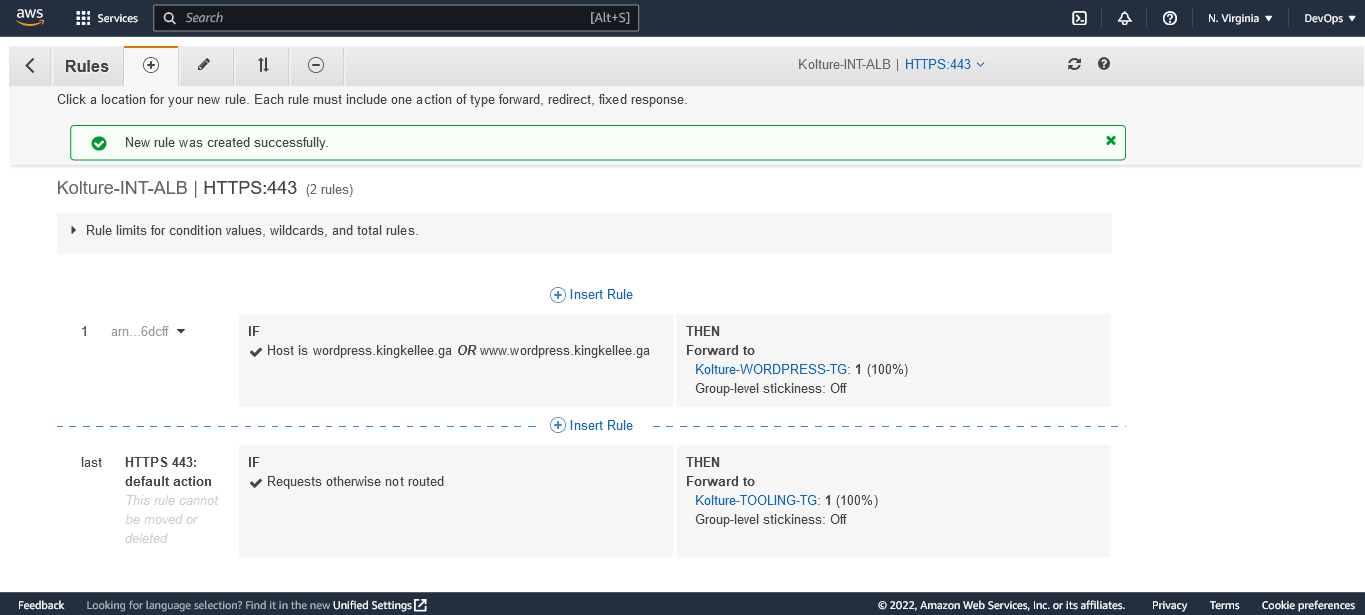 aws Services Search [Alt+S] N. Virginia DevOps
Rules Kolture-INT-ALB | HTTPS:443
Click a location for your new rule. Each rule must include one action of type forward, redirect, fixed response.
New rule was created successfully.
Kolture-INT-ALB | HTTPS:443 (2 rules)
Rule limits for condition values, wildcards, and total rules.
Insert Rule
1 arn...6dcff IF THEN
Host is wordpress.kingkellee.ga OR www.wordpress.kingkellee.ga Forward to
Kolture-WORDPRESS-TG: 1 (100%)
Group-level stickiness: Off
Insert Rule
last HTTPS 443: IF THEN
default action Requests otherwise not routed Forward to
This rule cannot Kolture-TOOLING-TG: 1 (100%)
be moved or Group-level stickiness: Off
deleted
Feedback Looking for language selection? Find it in the new Unified Settings © 2022, Amazon Web Services, Inc. or its affiliates. Privacy Terms Cookie preferences